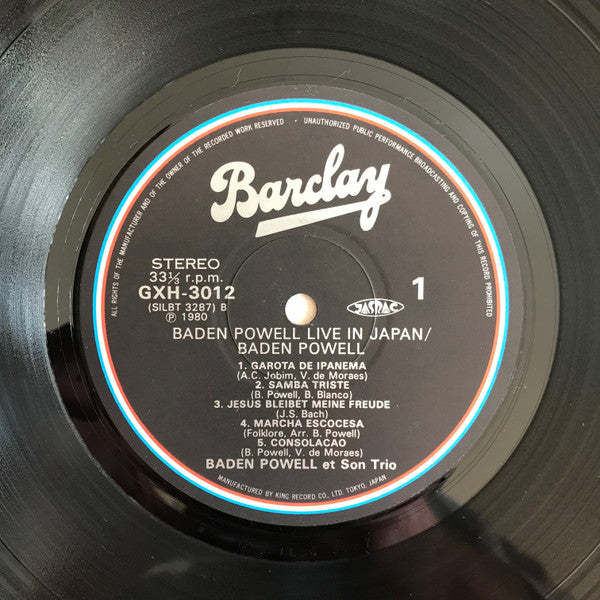 ALL RIGHTS OF THE MANUFACTURER AND OF THE OWNER OF THE RECORDED WORK RESERVED · UNAUTHORIZED PUBLIC PERFORMANCE BROADCASTING AND COPYING OF THIS RECORD PROHIBITED
Barclay
STEREO
33⅓ r.p.m.
GXH-3012
(SILBT 3287) B
Ⓟ 1980
JASRAC
1
BADEN POWELL LIVE IN JAPAN/
BADEN POWELL
1. GAROTA DE IPANEMA
(A.C. Jobim, V. de Moraes)
2. SAMBA TRISTE
(B. Powell, B. Blanco)
3. JESUS BLEIBET MEINE FREUDE
(J.S. Bach)
4. MARCHA ESCOCESA
(Folklore, Arr. B. Powell)
5. CONSOLACAO
(B. Powell, V. de Moraes)
BADEN POWELL et Son Trio
MANUFACTURED BY KING RECORD CO., LTD. TOKYO, JAPAN